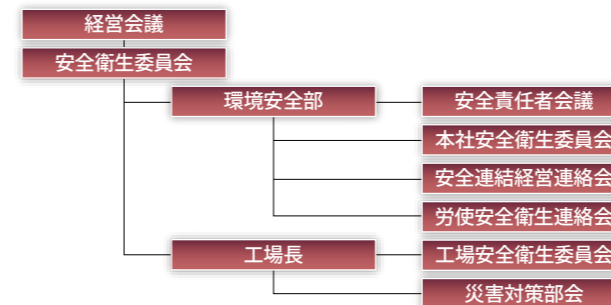 経営会議
安全衛生委員会
環境安全部
安全責任者会議
本社安全衛生委員会
安全連結経営連絡会
労使安全衛生連絡会
工場長
工場安全衛生委員会
災害対策部会